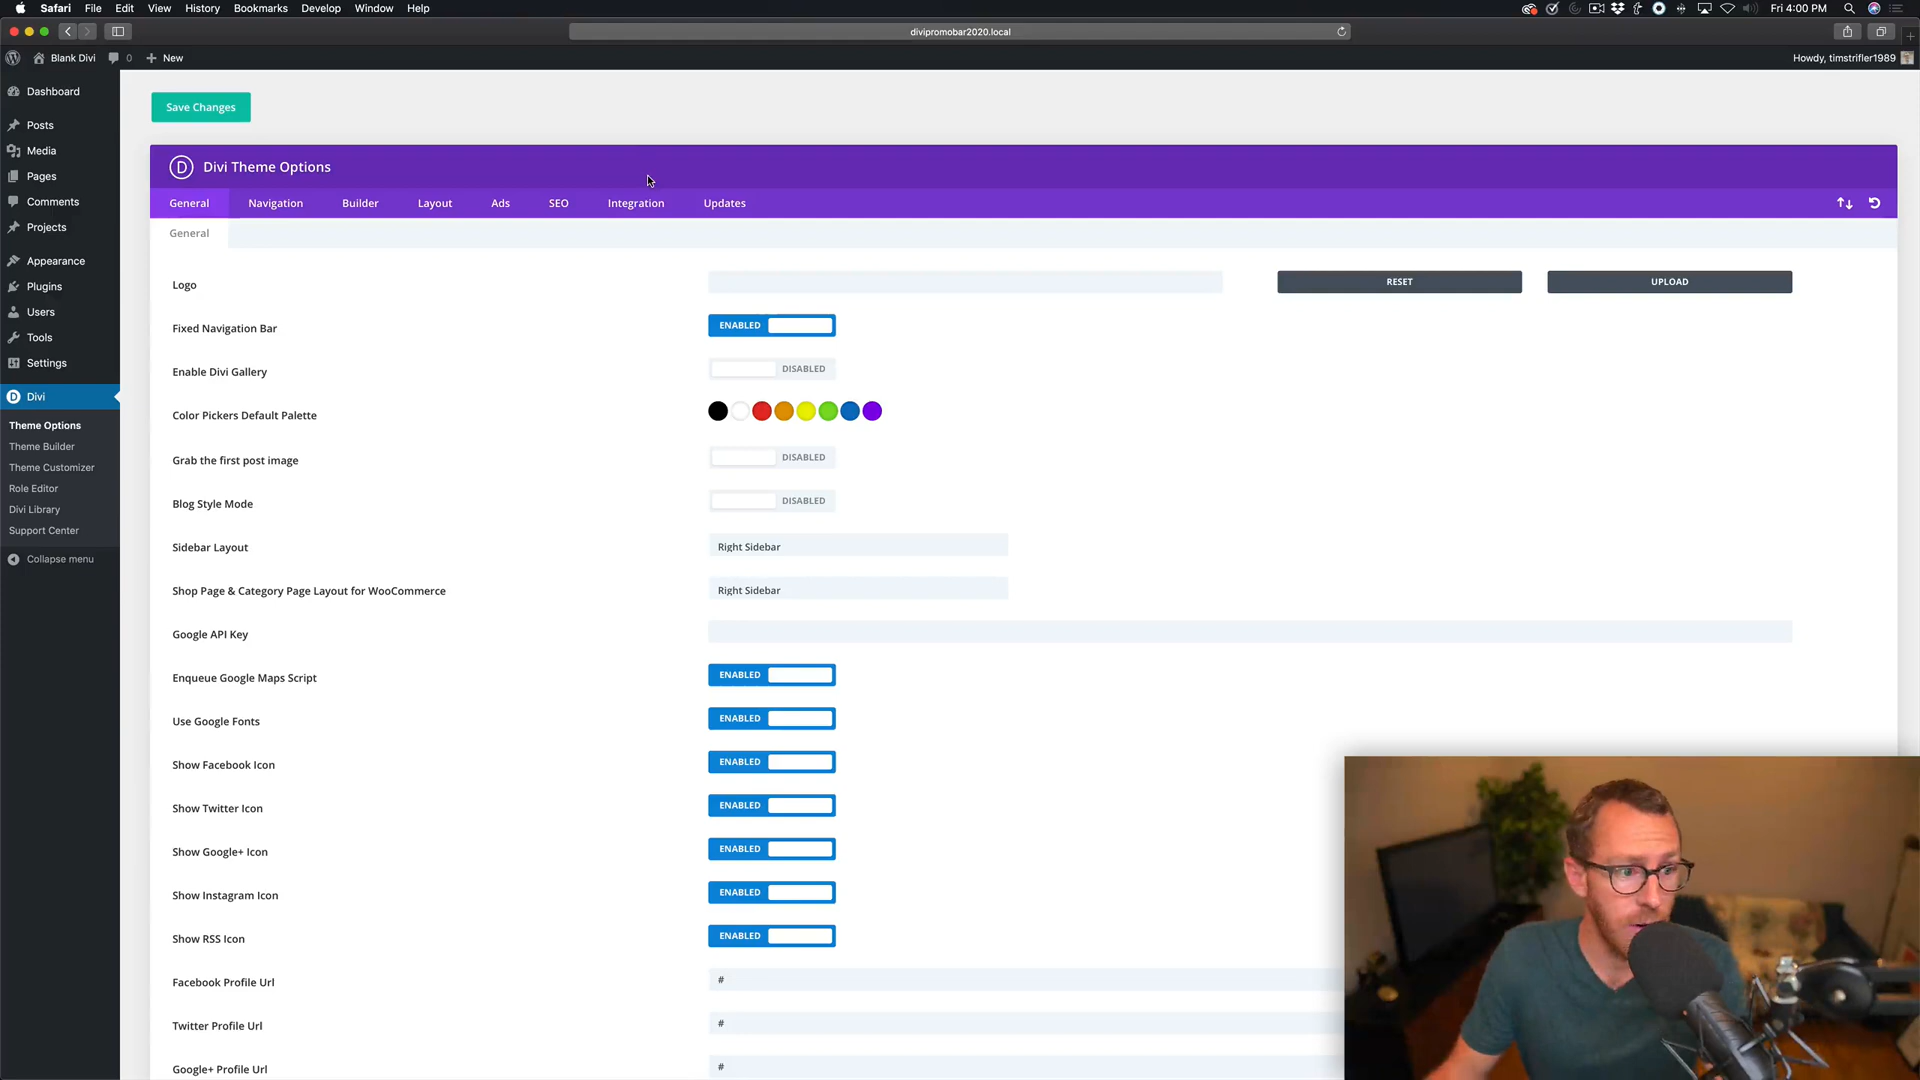 Safari File Edit View History Bookmarks Develop Window Help
Fri 4:00 PM
divipromobar2020.local
Blank Divi 0 New
Howdy, timstrifler1989
Dashboard
Posts
Media
Pages
Comments
Projects
Appearance
Plugins
Users
Tools
Settings
Divi
Theme Options
Theme Builder
Theme Customizer
Role Editor
Divi Library
Support Center
Collapse menu
Save Changes
D Divi Theme Options
General Navigation Builder Layout Ads SEO Integration Updates
General
Logo RESET UPLOAD
Fixed Navigation Bar ENABLED
Enable Divi Gallery DISABLED
Color Pickers Default Palette
Grab the first post image DISABLED
Blog Style Mode DISABLED
Sidebar Layout Right Sidebar
Shop Page & Category Page Layout for WooCommerce Right Sidebar
Google API Key
Enqueue Google Maps Script ENABLED
Use Google Fonts ENABLED
Show Facebook Icon ENABLED
Show Twitter Icon ENABLED
Show Google+ Icon ENABLED
Show Instagram Icon ENABLED
Show RSS Icon ENABLED
Facebook Profile Url #
Twitter Profile Url #
Google+ Profile Url #